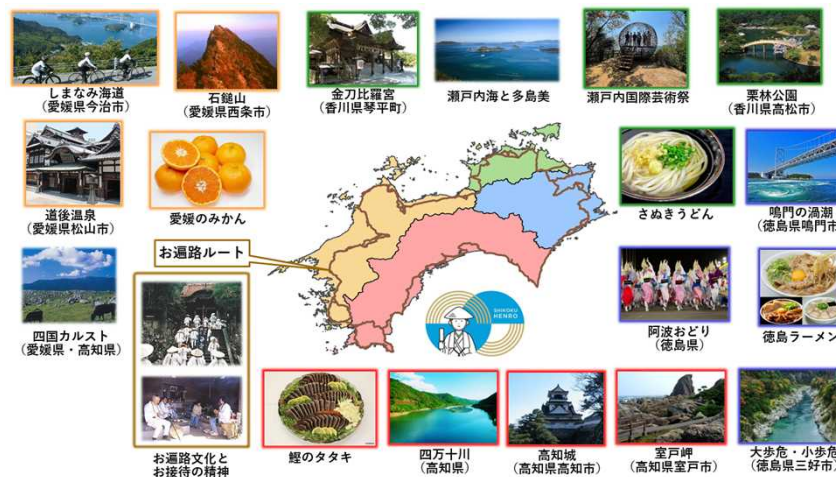 しまなみ海道
（愛媛県今治市）
石鎚山
（愛媛県西条市）
金刀比羅宮
（香川県琴平町）
瀬戸内海と多島美
瀬戸内国際芸術祭
栗林公園
（香川県高松市）
道後温泉
（愛媛県松山市）
愛媛のみかん
さぬきうどん
鳴門の渦潮
（徳島県鳴門市）
お遍路ルート
四国カルスト
（愛媛県・高知県）
SHIKOKU
HENRO
阿波おどり
（徳島県）
徳島ラーメン
お遍路文化と
お接待の精神
鰹のタタキ
四万十川
（高知県）
高知城
（高知県高知市）
室戸岬
（高知県室戸市）
大歩危・小歩危
（徳島県三好市）